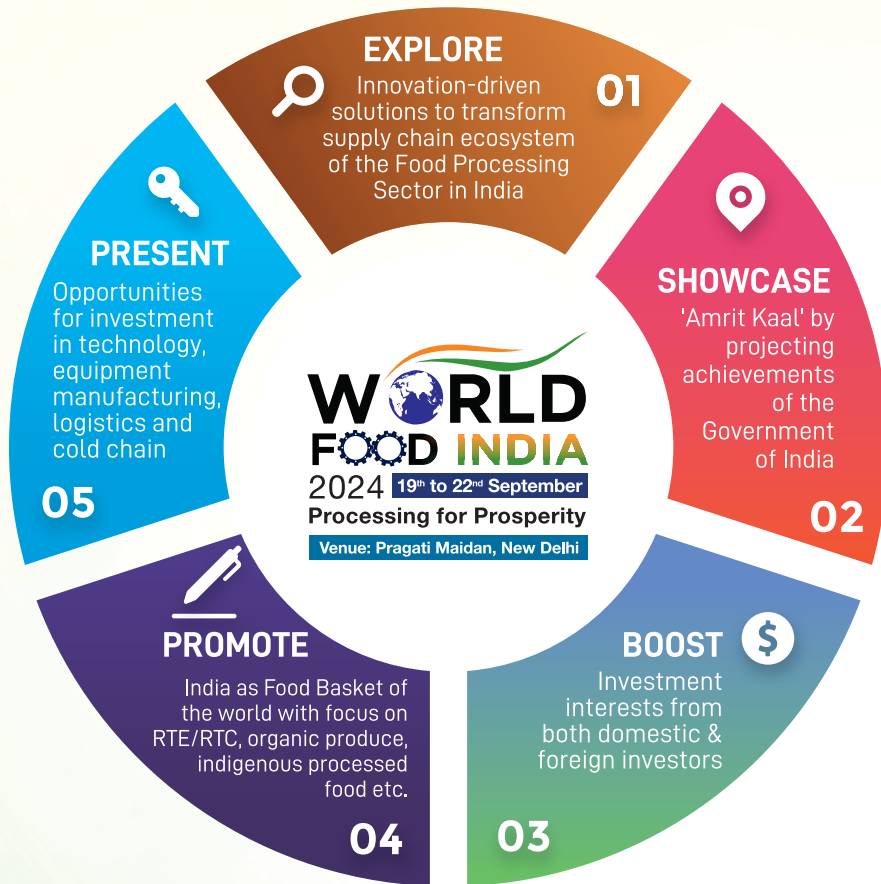 EXPLORE
01
Innovation-driven
solutions to transform
supply chain ecosystem
of the Food Processing
Sector in India
SHOWCASE
'Amrit Kaal' by
projecting
achievements
of the
Government
of India
02
BOOST
$
Investment
interests from
both domestic &
foreign investors
03
PROMOTE
India as Food Basket of
the world with focus on
RTE/RTC, organic produce,
indigenous processed
food etc.
04
PRESENT
Opportunities
for investment
in technology,
equipment
manufacturing,
logistics and
cold chain
05
WORLD
FOOD INDIA
2024 19th to 22nd September
Processing for Prosperity
Venue: Pragati Maidan, New Delhi